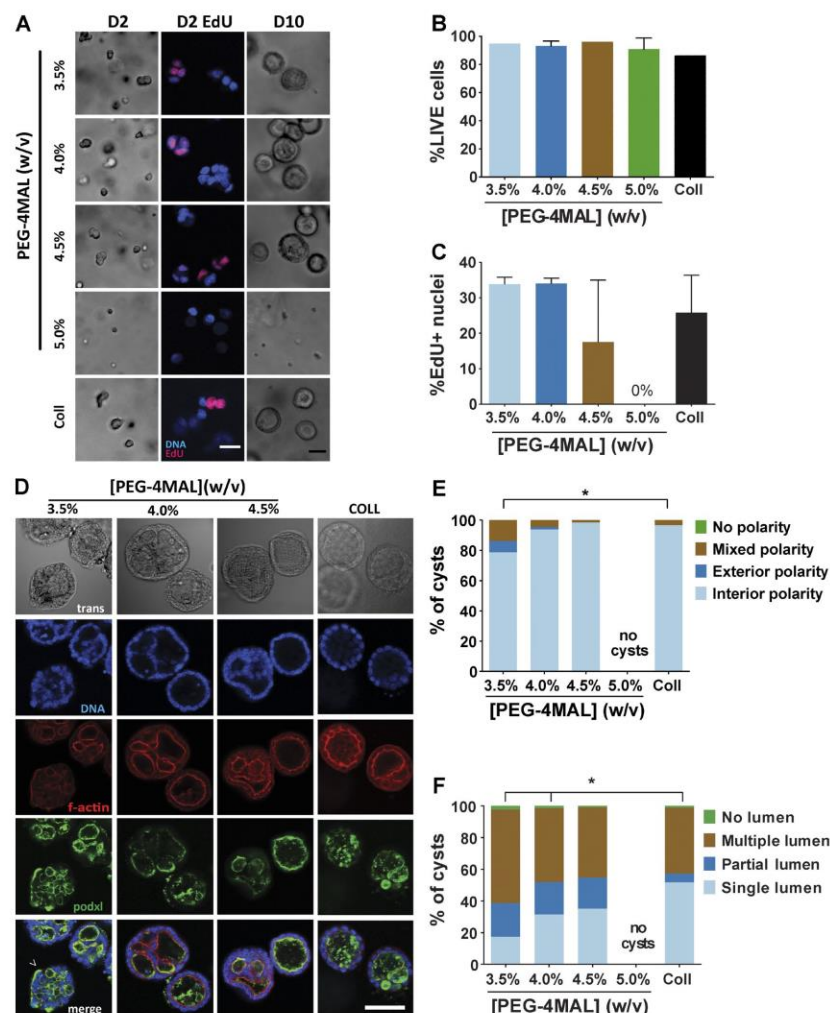 A
D2 D2 EdU D10
PEG-4MAL (w/v)
3.5%
4.0%
4.5%
5.0%
Coll
DNA
EdU
B
%LIVE cells
100
80
60
40
20
0
3.5% 4.0% 4.5% 5.0% Coll
[PEG-4MAL] (w/v)
C
%EdU+ nuclei
40
30
20
10
0
0%
3.5% 4.0% 4.5% 5.0% Coll
[PEG-4MAL] (w/v)
D
[PEG-4MAL](w/v)
3.5% 4.0% 4.5% COLL
trans
DNA
f-actin
podxl
>
merge
E
% of cysts
100
80
60
40
20
0
*
no
cysts
3.5% 4.0% 4.5% 5.0% Coll
[PEG-4MAL] (w/v)
No polarity
Mixed polarity
Exterior polarity
Interior polarity
F
% of cysts
100
80
60
40
20
0
*
no
cysts
3.5% 4.0% 4.5% 5.0% Coll
[PEG-4MAL] (w/v)
No lumen
Multiple lumen
Partial lumen
Single lumen